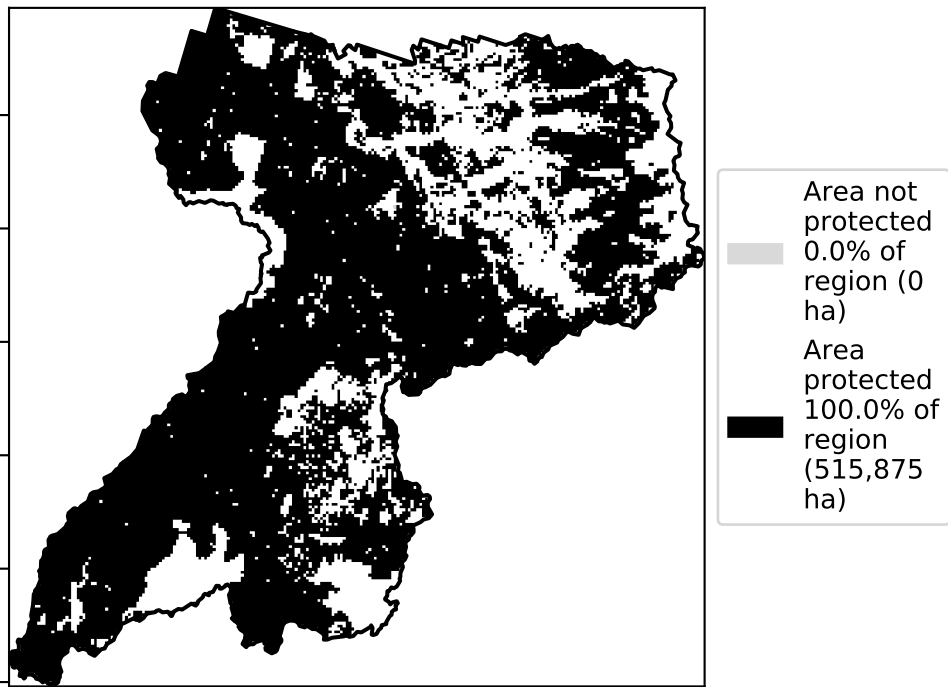 Area not
protected
0.0% of
region (0
ha)
Area
protected
100.0% of
region
(515,875
ha)